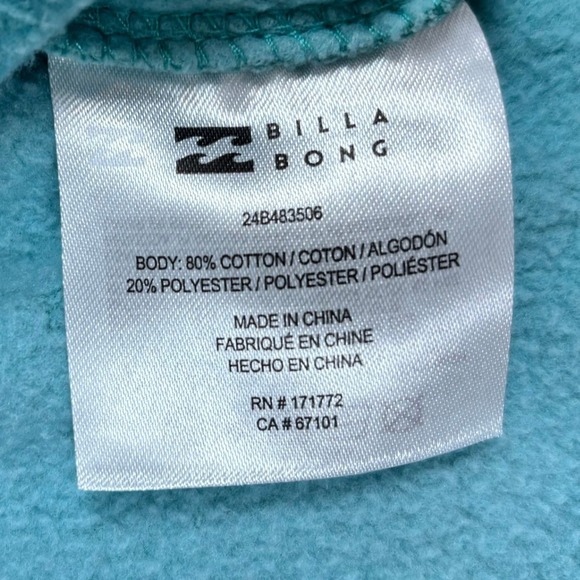 BILLA
BONG
24B483506
BODY: 80% COTTON / COTON / ALGODÓN
20% POLYESTER / POLYESTER / POLIÉSTER
MADE IN CHINA
FABRIQUÉ EN CHINE
HECHO EN CHINA
RN # 171772
CA # 67101